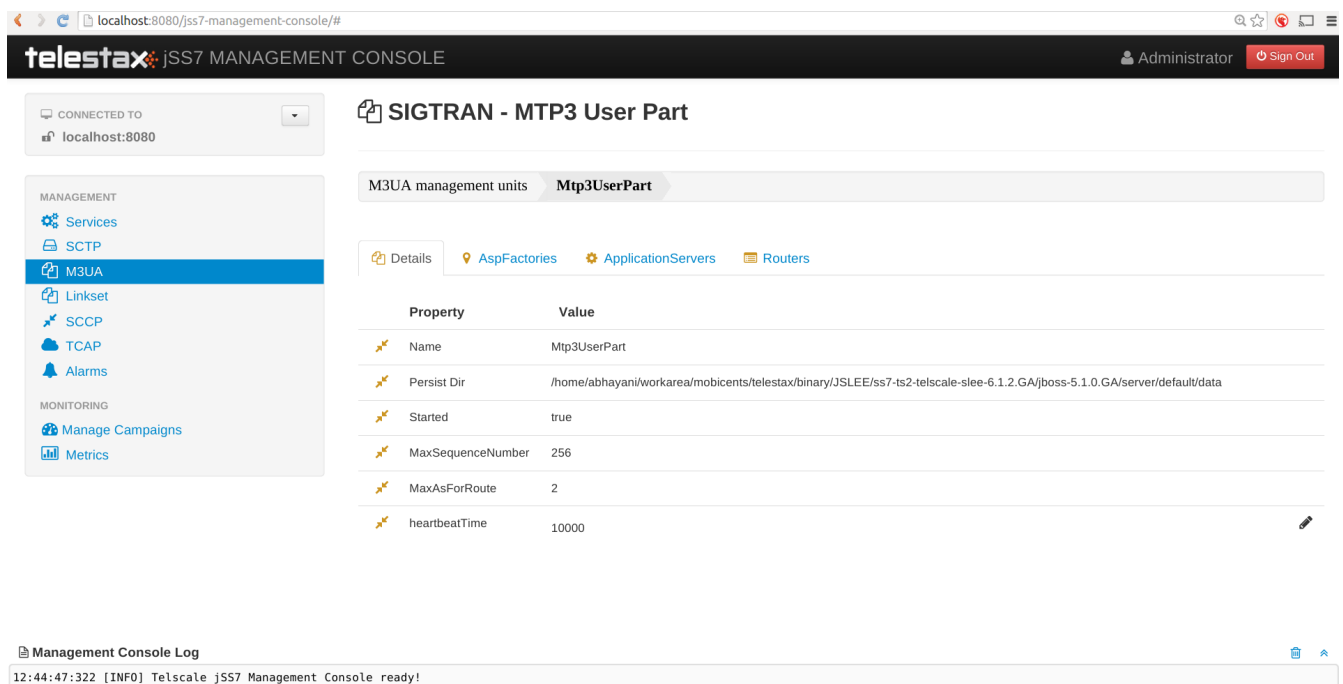 localhost:8080/jss7-management-console/#
telestax jSS7 MANAGEMENT CONSOLE
Administrator
Sign Out
CONNECTED TO
localhost:8080
MANAGEMENT
Services
SCTP
M3UA
Linkset
SCCP
TCAP
Alarms
MONITORING
Manage Campaigns
Metrics
SIGTRAN - MTP3 User Part
M3UA management units Mtp3UserPart
Details AspFactories ApplicationServers Routers
Property Value
Name Mtp3UserPart
Persist Dir /home/abhayani/workarea/mobicents/telestax/binary/JSLEE/ss7-ts2-telscale-slee-6.1.2.GA/jboss-5.1.0.GA/server/default/data
Started true
MaxSequenceNumber 256
MaxAsForRoute 2
heartbeatTime 10000
Management Console Log
12:44:47:322 [INFO] Telscale jSS7 Management Console ready!